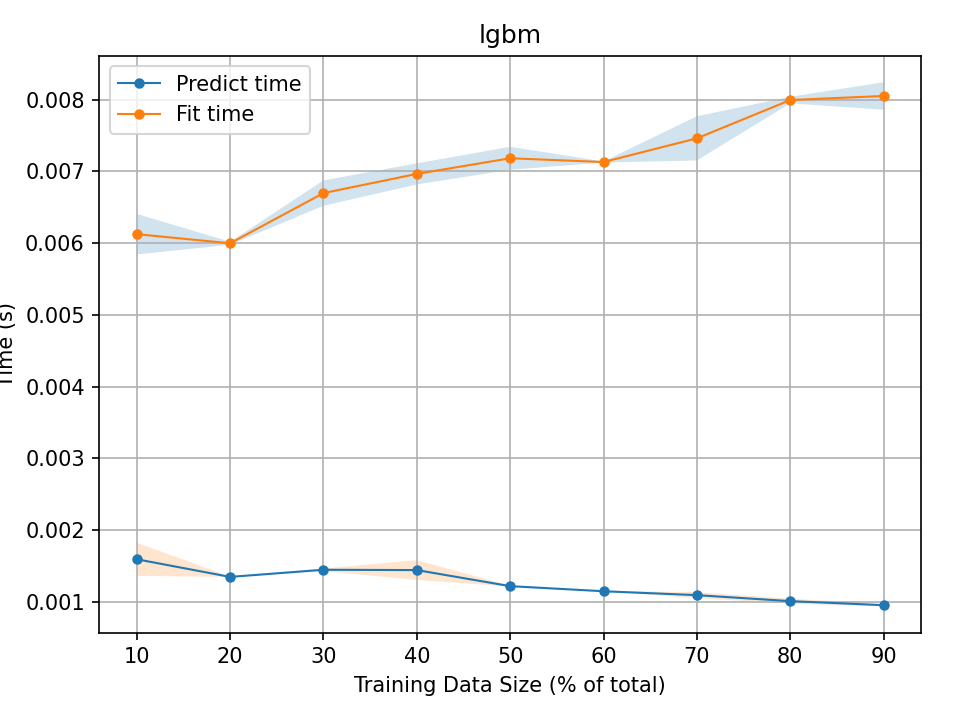 lgbm
Predict time
Fit time
0.008
0.007
0.006
0.005
0.004
0.003
0.002
0.001
Time (s)
10 20 30 40 50 60 70 80 90
Training Data Size (% of total)